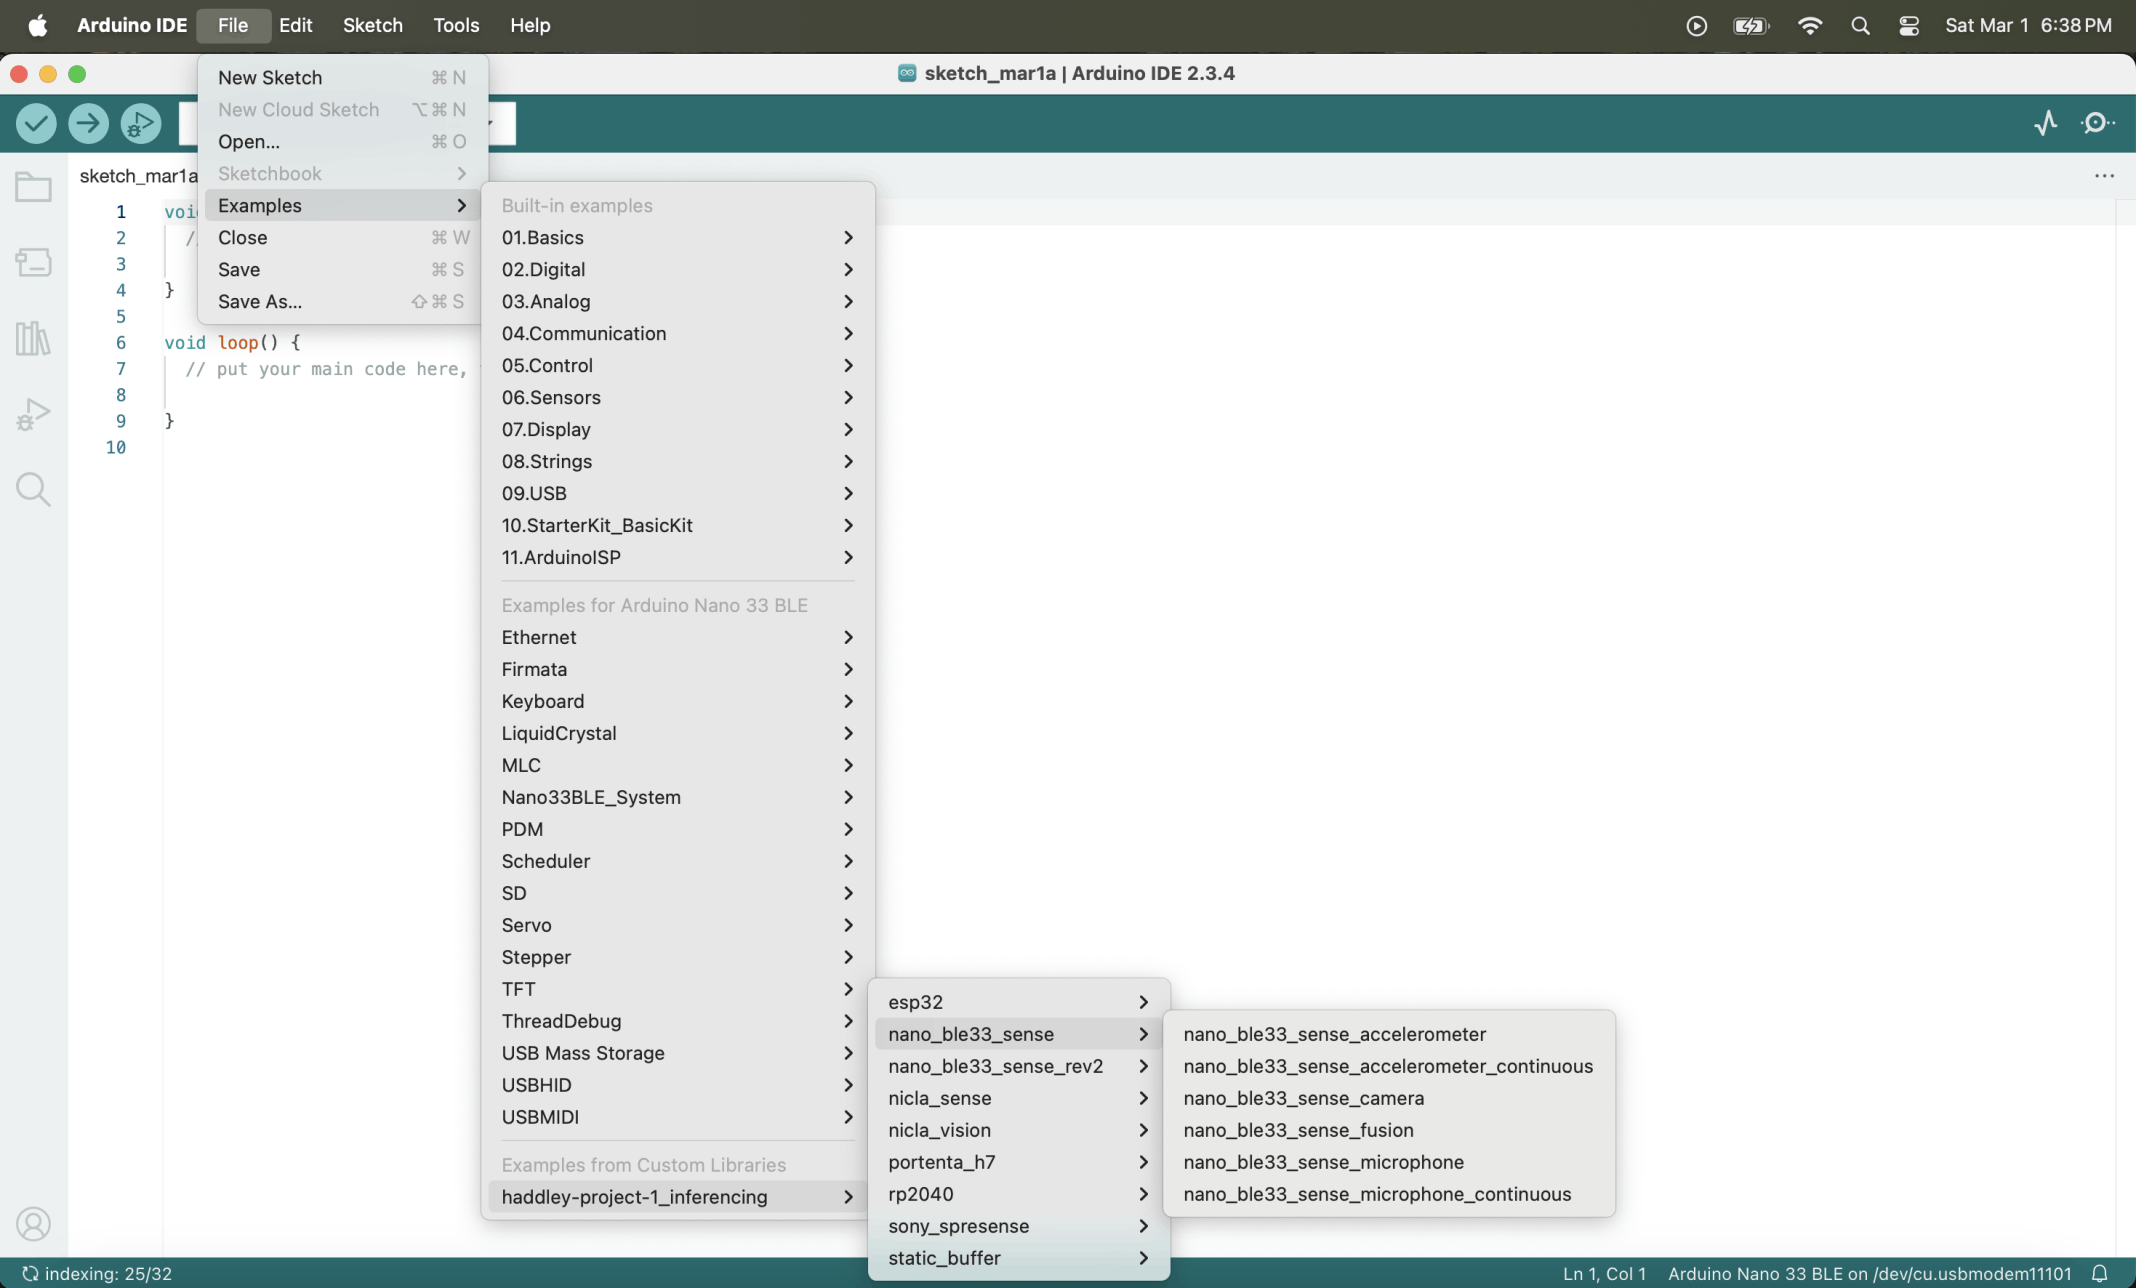 Arduino IDE File Edit Sketch Tools Help Sat Mar 1 6:38 PM
sketch_mar1a | Arduino IDE 2.3.4
New Sketch ⌘ N
New Cloud Sketch ⌥ ⌘ N
Open... ⌘ O
Sketchbook
Examples
Close ⌘ W
Save ⌘ S
Save As... ⇧ ⌘ S
sketch_mar1a
1 voi
2 //
3
4 }
5
6 void loop() {
7 // put your main code here,
8
9 }
10
Built-in examples
01.Basics
02.Digital
03.Analog
04.Communication
05.Control
06.Sensors
07.Display
08.Strings
09.USB
10.StarterKit_BasicKit
11.ArduinoISP
Examples for Arduino Nano 33 BLE
Ethernet
Firmata
Keyboard
LiquidCrystal
MLC
Nano33BLE_System
PDM
Scheduler
SD
Servo
Stepper
TFT
ThreadDebug
USB Mass Storage
USBHID
USBMIDI
Examples from Custom Libraries
haddley-project-1_inferencing
esp32
nano_ble33_sense
nano_ble33_sense_rev2
nicla_sense
nicla_vision
portenta_h7
rp2040
sony_spresense
static_buffer
nano_ble33_sense_accelerometer
nano_ble33_sense_accelerometer_continuous
nano_ble33_sense_camera
nano_ble33_sense_fusion
nano_ble33_sense_microphone
nano_ble33_sense_microphone_continuous
indexing: 25/32 Ln 1, Col 1 Arduino Nano 33 BLE on /dev/cu.usbmodem11101